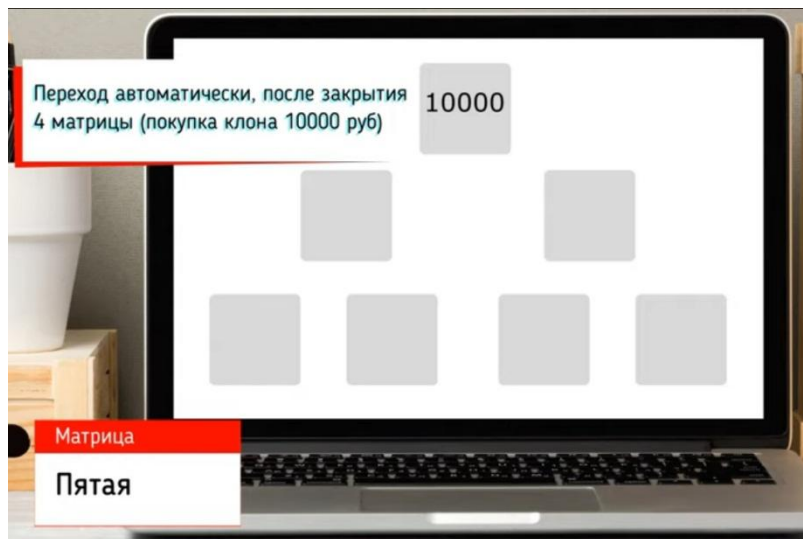 Переход автоматически, после закрытия
4 матрицы (покупка клона 10000 руб)
10000
Матрица
Пятая